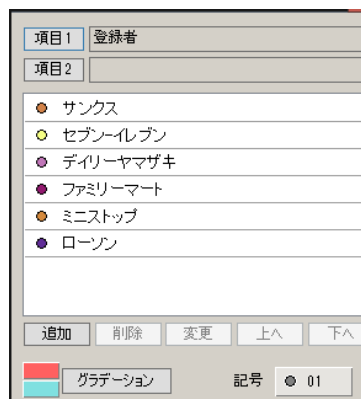 項目1 登録者
項目2
サンクス
セブン-イレブン
デイリーヤマザキ
ファミリーマート
ミニストップ
ローソン
追加 削除 変更 上へ 下へ
グラデーション 記号 01